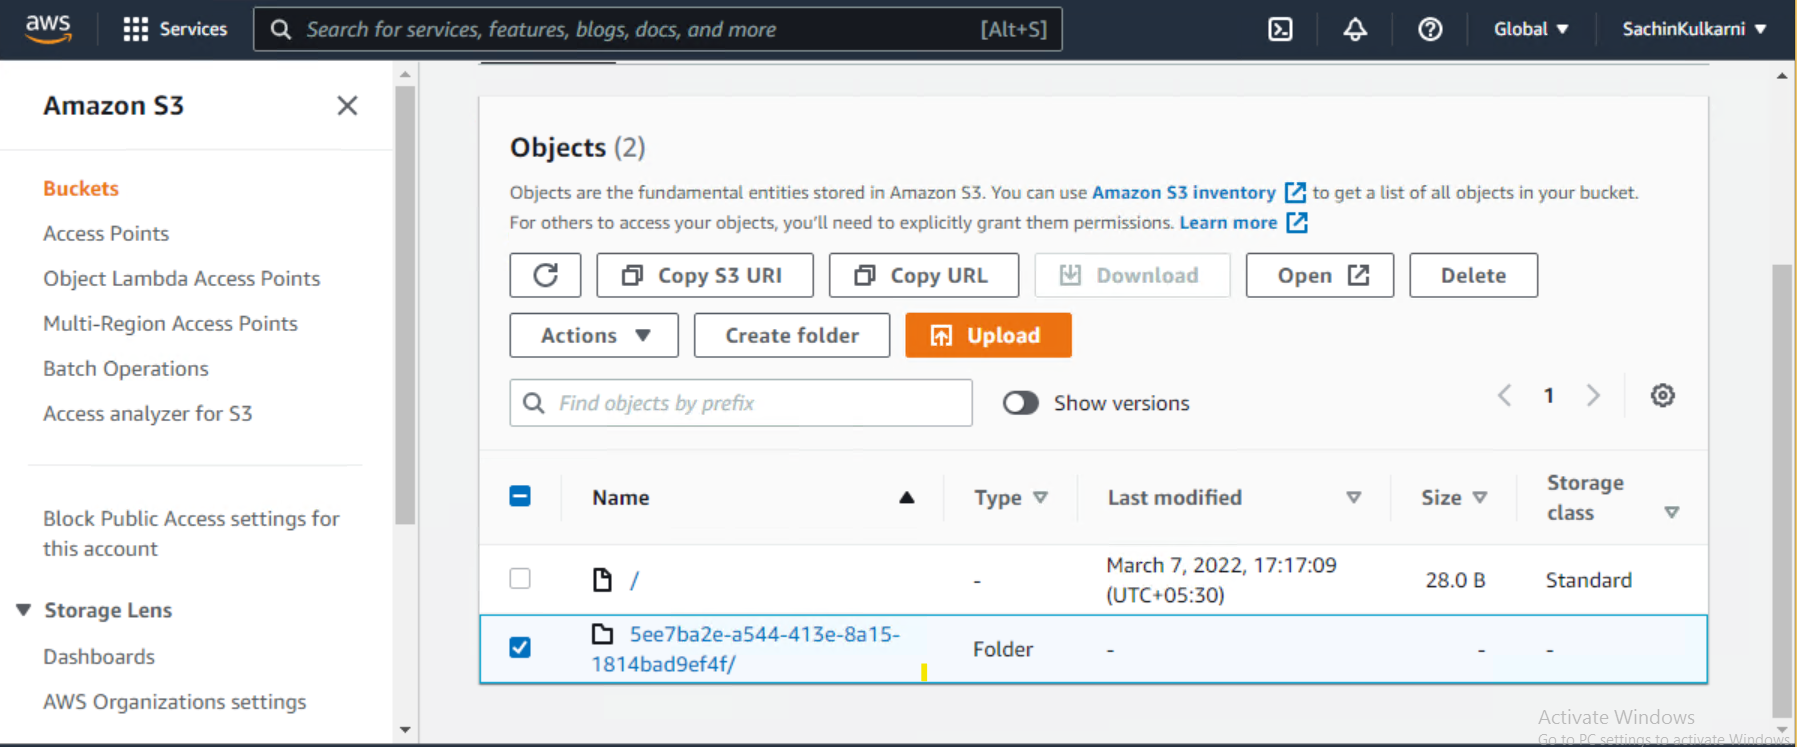 aws
Services
Search for services, features, blogs, docs, and more [Alt+S]
Global
SachinKulkarni
Amazon S3
Buckets
Access Points
Object Lambda Access Points
Multi-Region Access Points
Batch Operations
Access analyzer for S3
Block Public Access settings for
this account
Storage Lens
Dashboards
AWS Organizations settings
Objects (2)
Objects are the fundamental entities stored in Amazon S3. You can use Amazon S3 inventory to get a list of all objects in your bucket.
For others to access your objects, you'll need to explicitly grant them permissions. Learn more
Copy S3 URI
Copy URL
Download
Open
Delete
Actions
Create folder
Upload
Find objects by prefix
Show versions
1
Name
Type
Last modified
Size
Storage
class
/
-
March 7, 2022, 17:17:09
(UTC+05:30)
28.0 B
Standard
5ee7ba2e-a544-413e-8a15-
1814bad9ef4f/
Folder
-
-
-
Activate Windows
Go to PC settings to activate Windows.